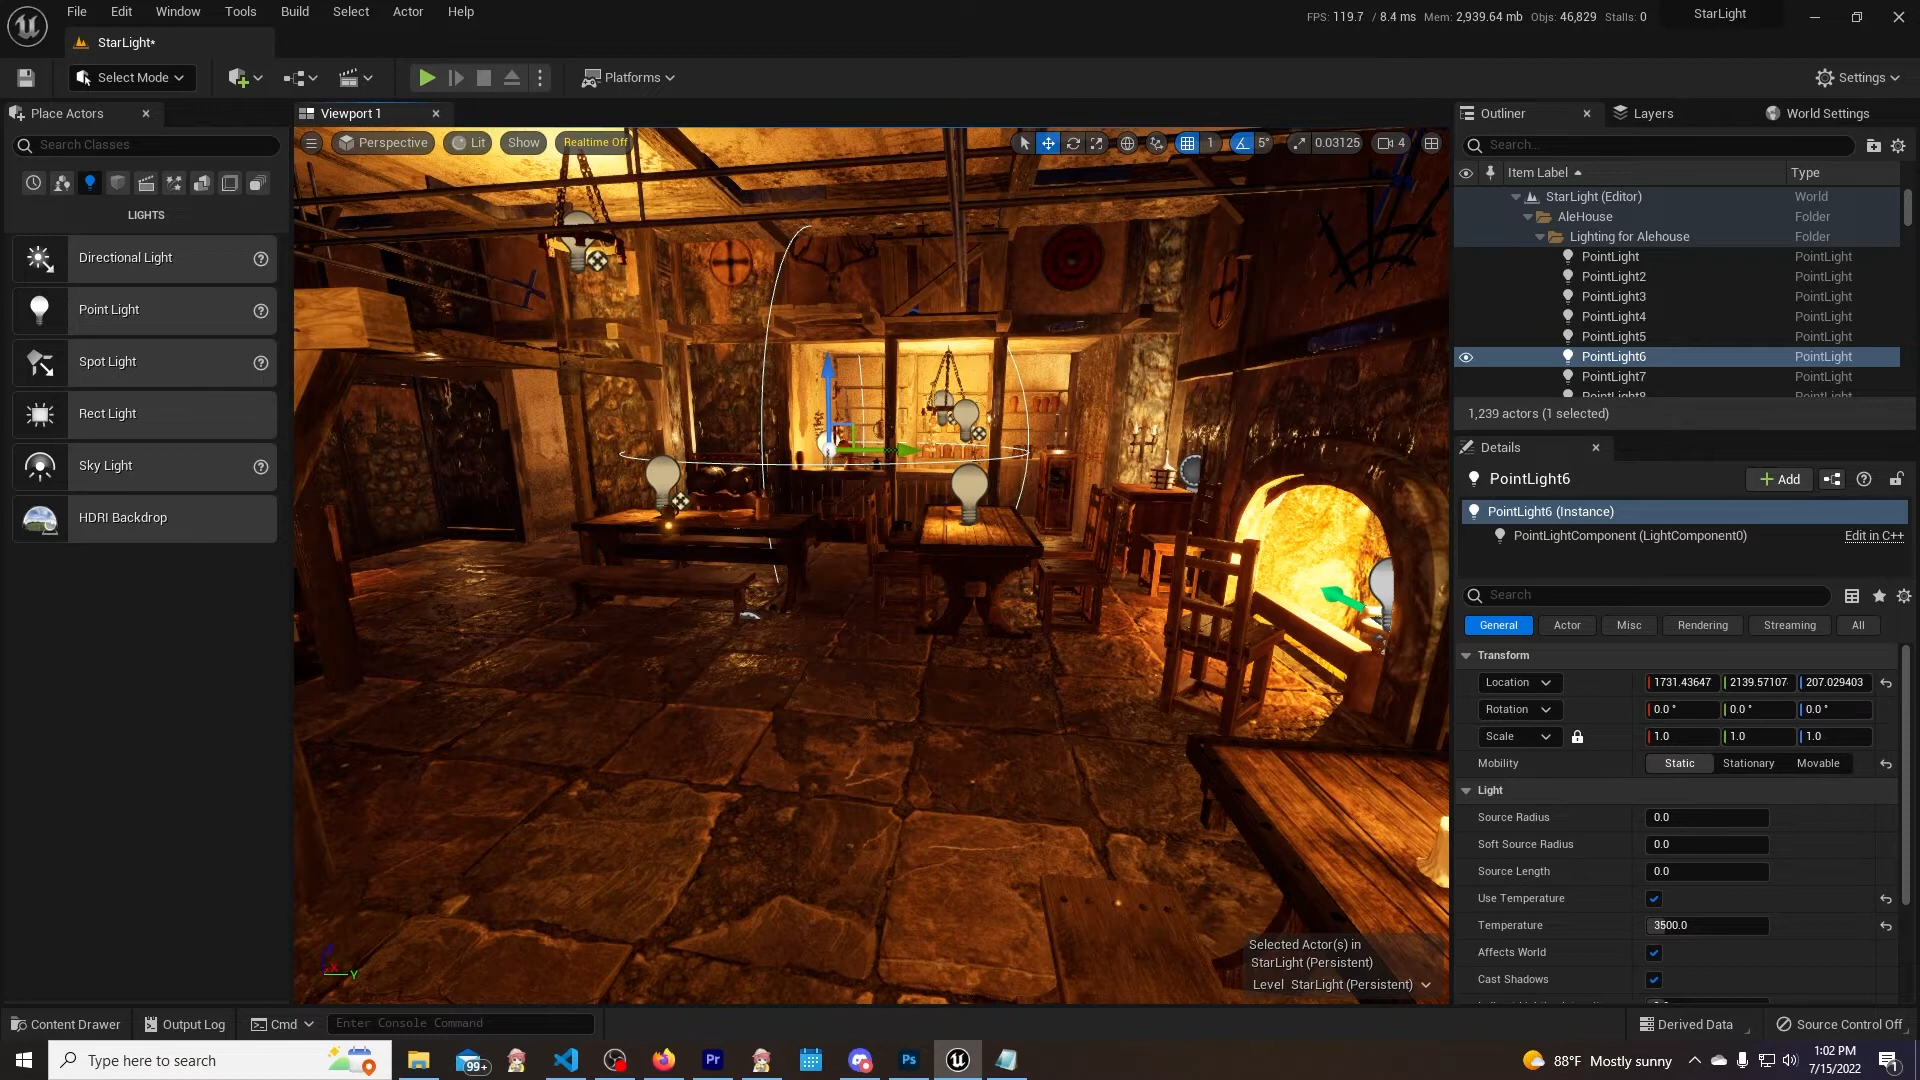 File Edit Window Tools Build Select Actor Help
FPS: 119.7 / 8.4 ms Mem: 2,939.64 mb Objs: 46,829 Stalls: 0
StarLight
StarLight*
Select Mode
Platforms
Settings
Place Actors
Viewport 1
Outliner
Layers
World Settings
Search Classes
Perspective
Lit
Show
Realtime Off
1
5°
0.03125
4
Search...
Item Label
Type
LIGHTS
StarLight (Editor) World
AleHouse Folder
Lighting for Alehouse Folder
PointLight PointLight
PointLight2 PointLight
PointLight3 PointLight
PointLight4 PointLight
PointLight5 PointLight
PointLight6 PointLight
PointLight7 PointLight
1,239 actors (1 selected)
Directional Light
Point Light
Spot Light
Rect Light
Sky Light
HDRI Backdrop
Details
PointLight6
Add
PointLight6 (Instance)
PointLightComponent (LightComponent0) Edit in C++
Search
General Actor Misc Rendering Streaming All
Transform
Location 1731.43647 2139.57107 207.029403
Rotation 0.0 ° 0.0 ° 0.0 °
Scale 1.0 1.0 1.0
Mobility Static Stationary Movable
Light
Source Radius 0.0
Soft Source Radius 0.0
Source Length 0.0
Use Temperature
Temperature 3500.0
Affects World
Cast Shadows
X
Y
Selected Actor(s) in
StarLight (Persistent)
Level StarLight (Persistent)
Content Drawer
Output Log
Cmd
Enter Console Command
Derived Data
Source Control Off
Type here to search
99+
Pr
Ps
88°F Mostly sunny
1:02 PM
7/15/2022
1